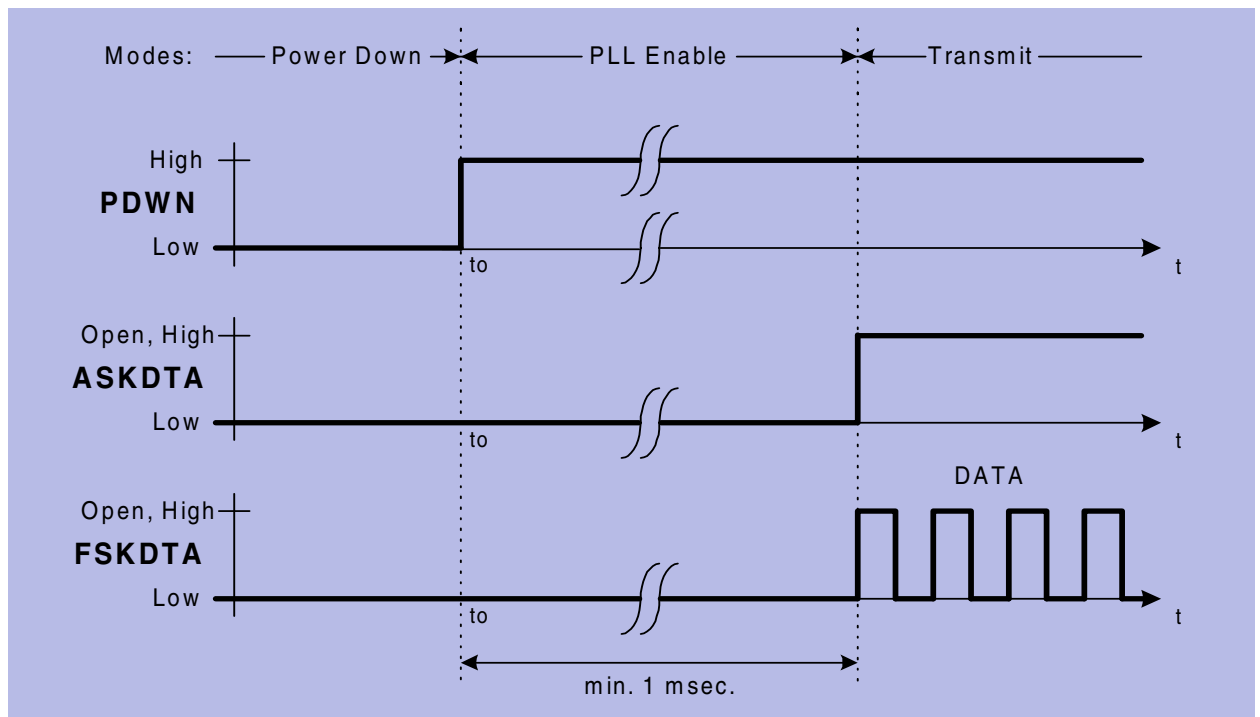 Modes: Power Down PLL Enable Transmit
High
PDWN
Low
to
t
Open, High
ASKDTA
Low
to
t
DATA
Open, High
FSKDTA
Low
to
t
min. 1 msec.